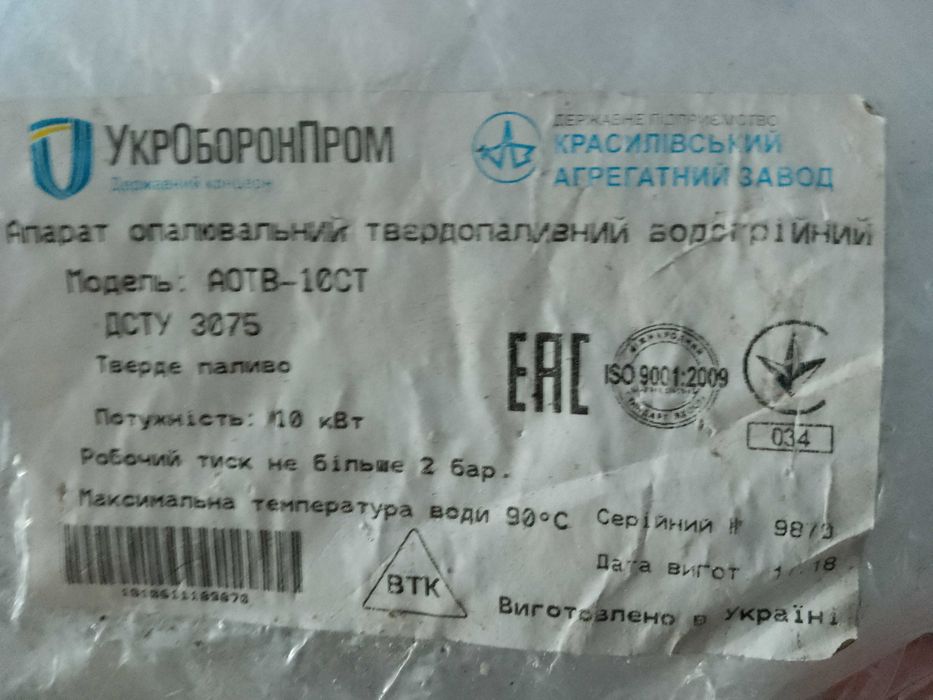 УкрОборонПром
Державний концерн
ДЕРЖАВНЕ ПІДПРИЄМСТВО
КРАСИЛІВСЬКИЙ
АГРЕГАТНИЙ ЗАВОД
Апарат опалювальний твердопаливний водогрійний
Модель: АОТВ-10СТ
ДСТУ 3075
Тверде паливо
Потужність: 10 кВт
Робочий тиск не більше 2 бар.
Максимальна температура води 90°С
EAC
ISO 9001:2009
034
Серійний # 9870
Дата вигот
Виготовлено в Україні
ВТК